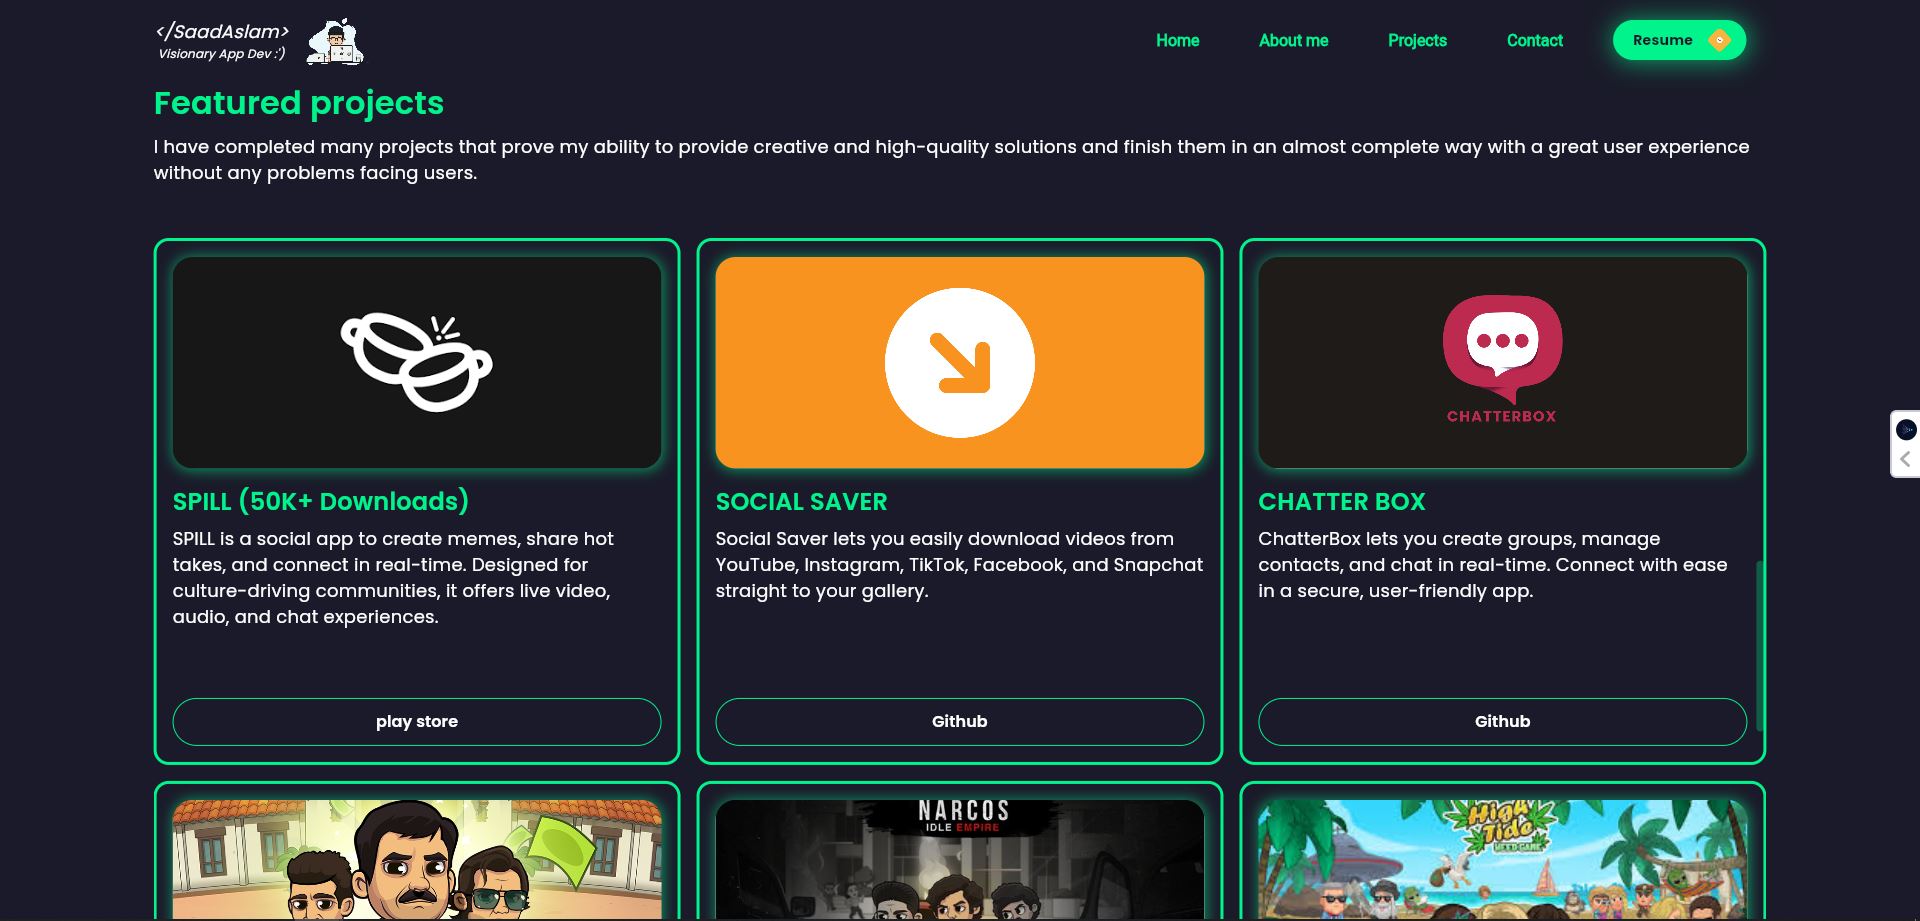 </SaadAslam>
Visionary App Dev :')
Home
About me
Projects
Contact
Resume
Featured projects
I have completed many projects that prove my ability to provide creative and high-quality solutions and finish them in an almost complete way with a great user experience
without any problems facing users.
CHATTERBOX
SPILL (50K+ Downloads)
SPILL is a social app to create memes, share hot
takes, and connect in real-time. Designed for
culture-driving communities, it offers live video,
audio, and chat experiences.
play store
SOCIAL SAVER
Social Saver lets you easily download videos from
YouTube, Instagram, TikTok, Facebook, and Snapchat
straight to your gallery.
Github
CHATTER BOX
ChatterBox lets you create groups, manage
contacts, and chat in real-time. Connect with ease
in a secure, user-friendly app.
Github
NARCOS
IDLE EMPIRE
High
Tide
WEED GAME